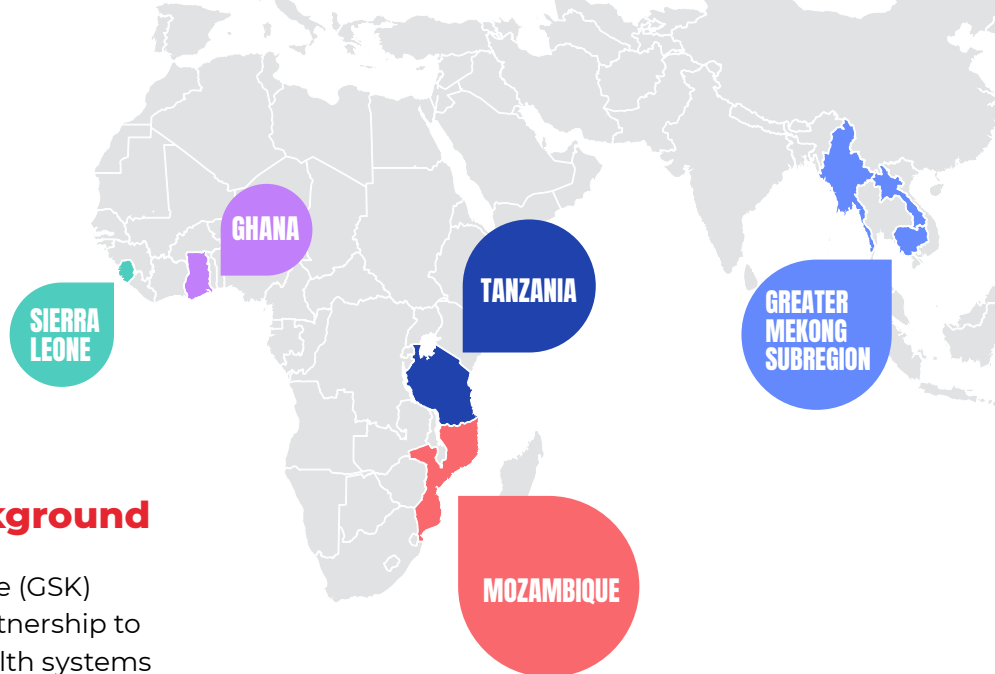 GHANA
TANZANIA
SIERRA
LEONE
GREATER
MEKONG
SUBREGION
kground
e (GSK)
tnership to
lth systems
MOZAMBIQUE